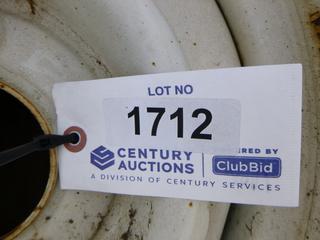 LOT NO
1712
CENTURY AUCTIONS
RED BY
ClubBid
A DIVISION OF CENTURY SERVICES